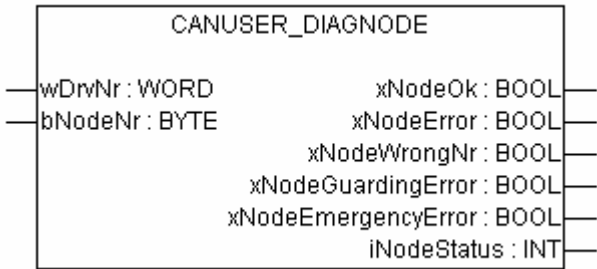 CANUSER_DIAGNODE
wDrvNr : WORD xNodeOk : BOOL
bNodeNr : BYTE xNodeError : BOOL
xNodeWrongNr : BOOL
xNodeGuardingError : BOOL
xNodeEmergencyError : BOOL
iNodeStatus : INT